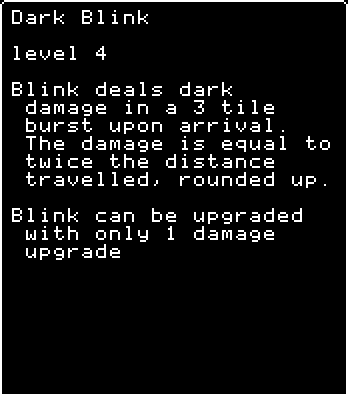 Dark Blink
level 4
Blink deals dark
damage in a 3 tile
burst upon arrival.
The damage is equal to
twice the distance
travelled, rounded up.
Blink can be upgraded
with only 1 damage
upgrade